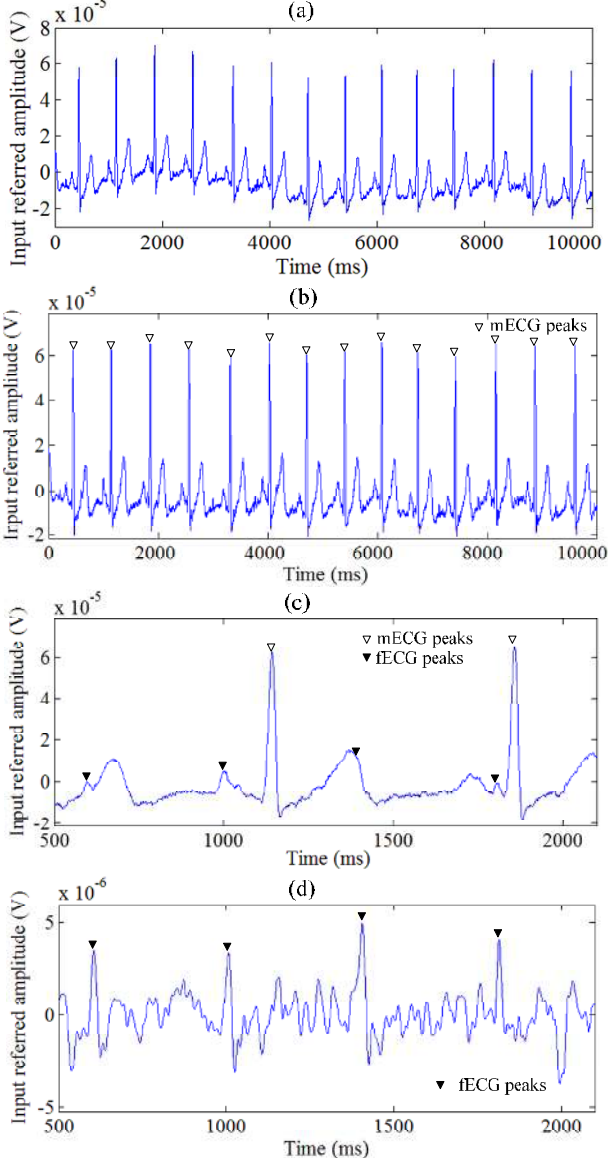 (a)
x 10⁻⁵
Input referred amplitude (V)
8
6
4
2
0
-2
0 2000 4000 6000 8000 10000
Time (ms)
(b)
x 10⁻⁵
Input referred amplitude (V)
▽ mECG peaks
6
4
2
0
-2
0 2000 4000 6000 8000 10000
Time (ms)
(c)
x 10⁻⁵
Input referred amplitude (V)
▽ mECG peaks
▼ fECG peaks
6
4
2
0
-2
500 1000 1500 2000
Time (ms)
(d)
x 10⁻⁶
Input referred amplitude (V)
5
0
-5
▼ fECG peaks
500 1000 1500 2000
Time (ms)